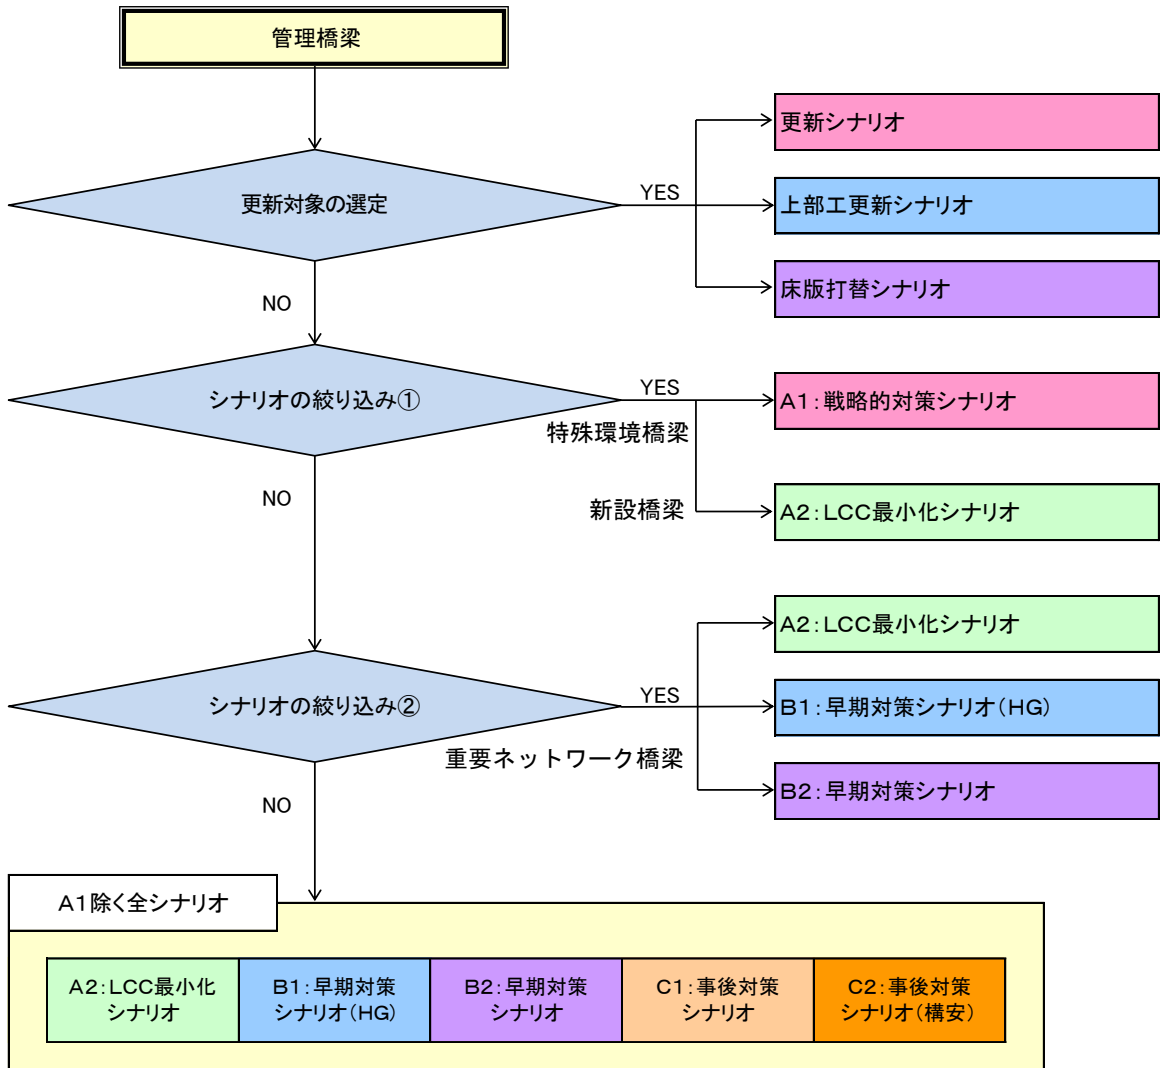 管理橋梁
更新対象の選定
YES
更新シナリオ
上部工更新シナリオ
床版打替シナリオ
NO
シナリオの絞り込み①
YES
特殊環境橋梁
A1:戦略的対策シナリオ
新設橋梁
A2:LCC最小化シナリオ
NO
シナリオの絞り込み②
YES
重要ネットワーク橋梁
A2:LCC最小化シナリオ
B1:早期対策シナリオ(HG)
B2:早期対策シナリオ
NO
A1除く全シナリオ
A2:LCC最小化
シナリオ
B1:早期対策
シナリオ(HG)
B2:早期対策
シナリオ
C1:事後対策
シナリオ
C2:事後対策
シナリオ(構安)